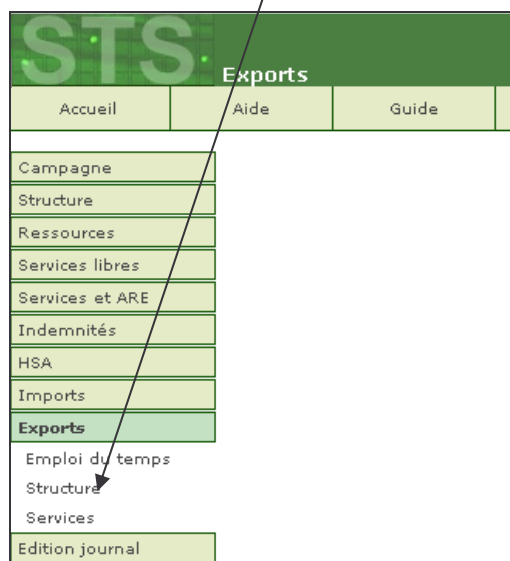 STS
Exports
Accueil Aide Guide
Campagne
Structure
Ressources
Services libres
Services et ARE
Indemnités
HSA
Imports
Exports
Emploi du temps
Structure
Services
Edition journal